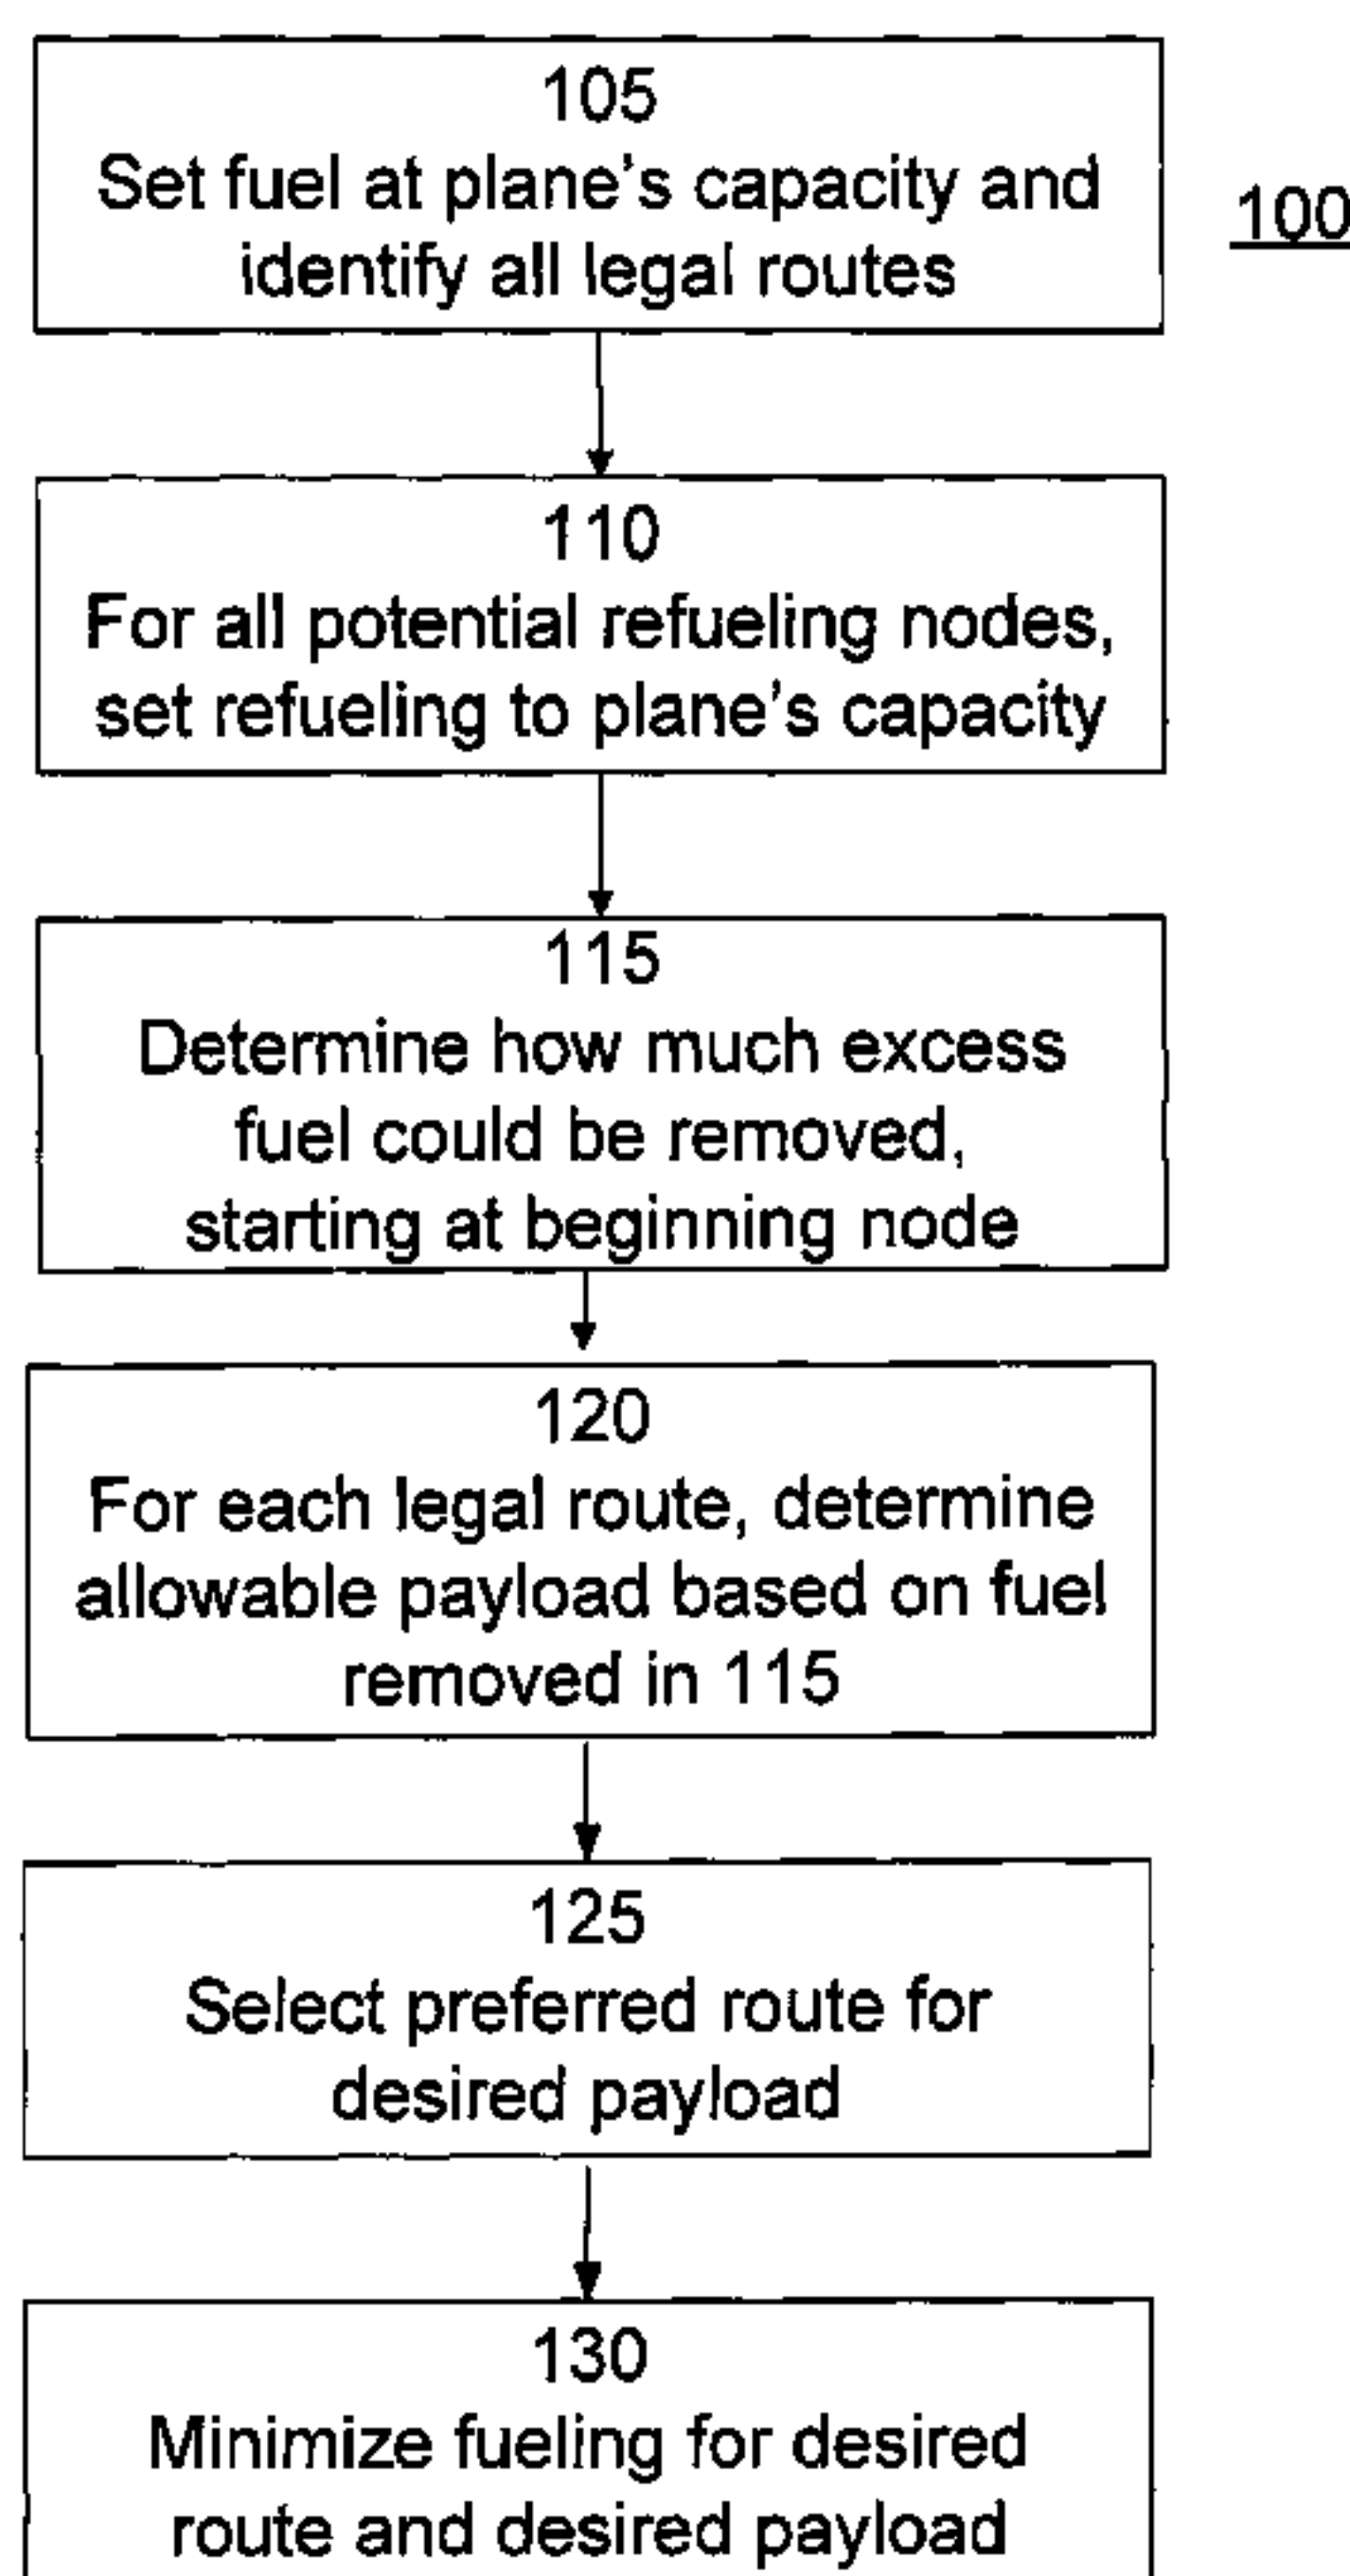 105
Set fuel at plane's capacity and
identify all legal routes
100
110
For all potential refueling nodes,
set refueling to plane's capacity
115
Determine how much excess
fuel could be removed,
starting at beginning node
120
For each legal route, determine
allowable payload based on fuel
removed in 115
125
Select preferred route for
desired payload
130
Minimize fueling for desired
route and desired payload